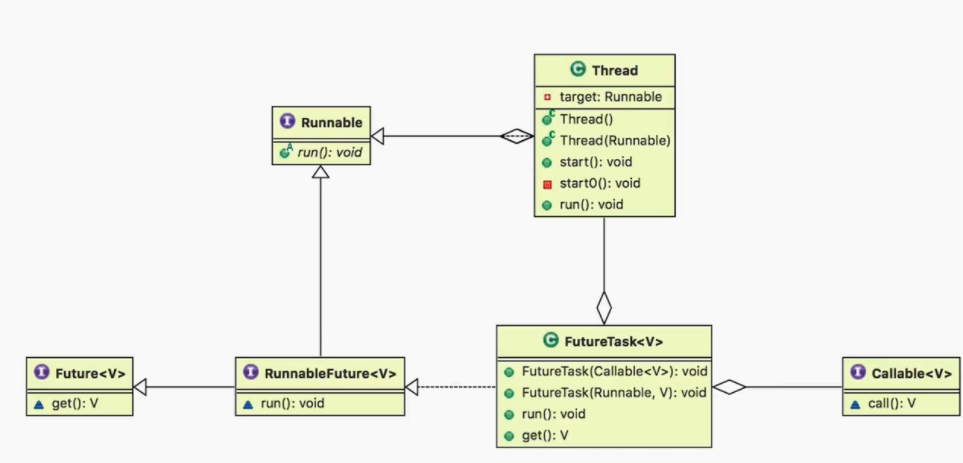 Thread
target: Runnable
Thread()
Thread(Runnable)
start(): void
start0(): void
run(): void
Runnable
run(): void
Future<V>
get(): V
RunnableFuture<V>
run(): void
FutureTask<V>
FutureTask(Callable<V>): void
FutureTask(Runnable, V): void
run(): void
get(): V
Callable<V>
call(): V